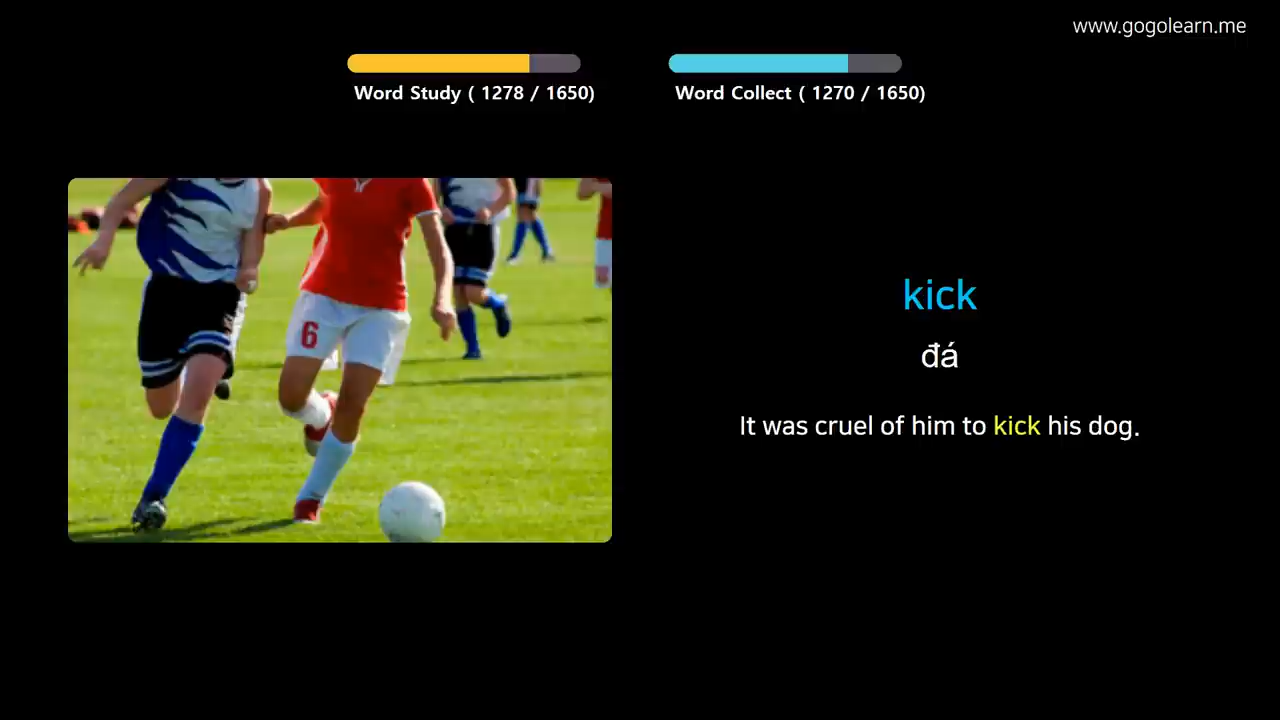 www.gogolearn.me
Word Study ( 1278 / 1650)
Word Collect ( 1270 / 1650)
6
kick
đá
It was cruel of him to kick his dog.